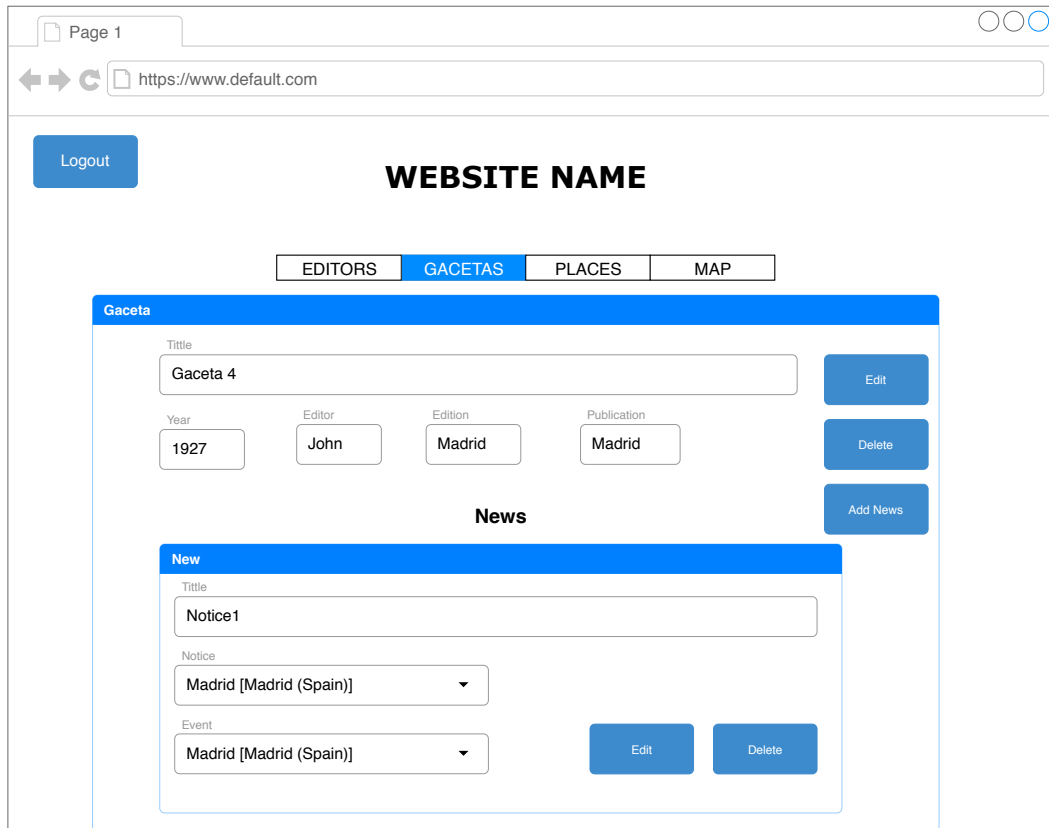 Page 1
https://www.default.com
Logout
WEBSITE NAME
EDITORS GACETAS PLACES MAP
Gaceta
Tittle
Gaceta 4
Edit
Year Editor Edition Publication
1927 John Madrid Madrid
Delete
News
Add News
New
Tittle
Notice1
Notice
Madrid [Madrid (Spain)]
Event
Madrid [Madrid (Spain)]
Edit Delete